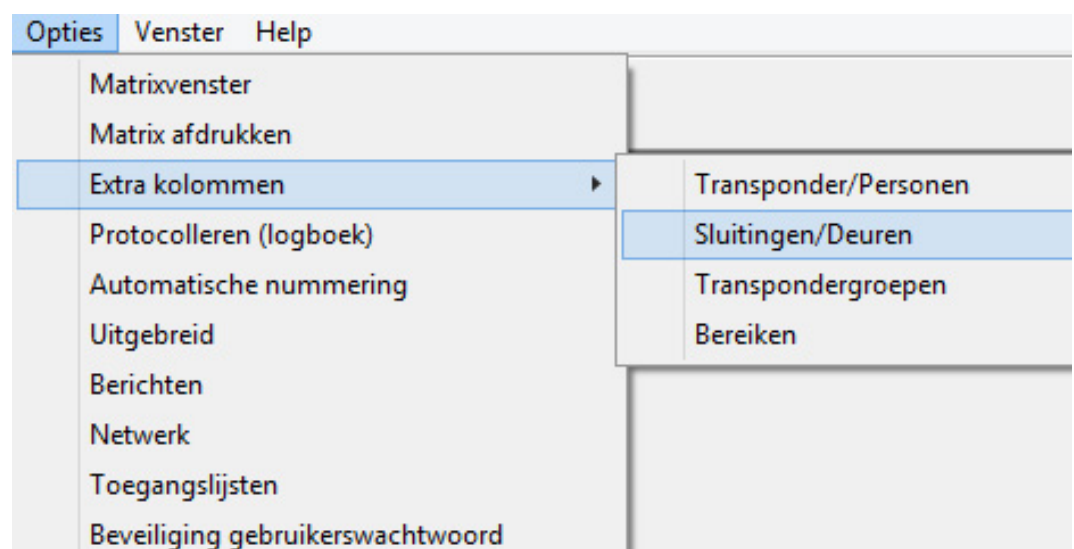 Opties Venster Help
Matrixvenster
Matrix afdrukken
Extra kolommen
Transponder/Personen
Protocolleren (logboek)
Sluitingen/Deuren
Automatische nummering
Transpondergroepen
Uitgebreid
Bereiken
Berichten
Netwerk
Toegangslijsten
Beveiliging gebruikerswachtwoord